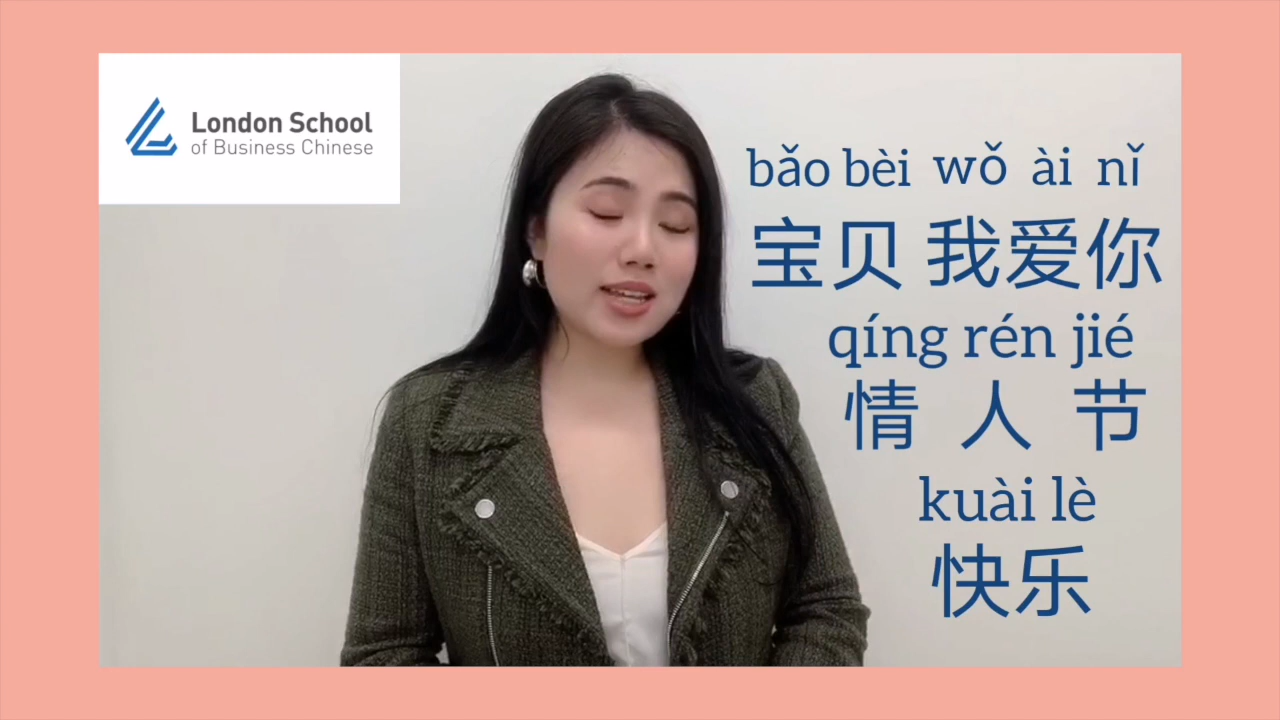 London School
of Business Chinese
bǎo bèi wǒ ài nǐ
宝贝 我爱你
qíng rén jié
情 人 节
kuài lè
快乐